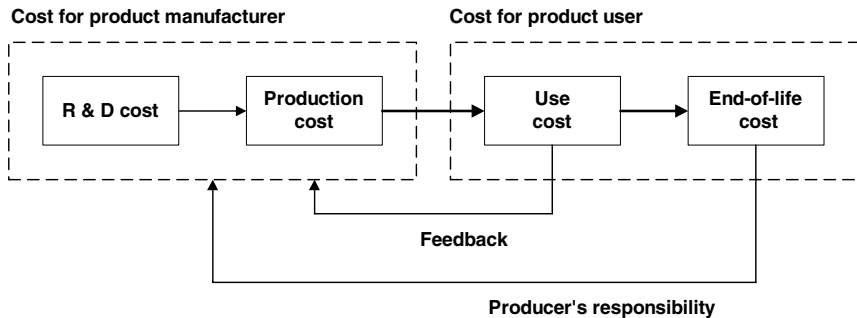 Cost for product manufacturer
Cost for product user
R & D cost
Production
cost
Use
cost
End-of-life
cost
Feedback
Producer's responsibility